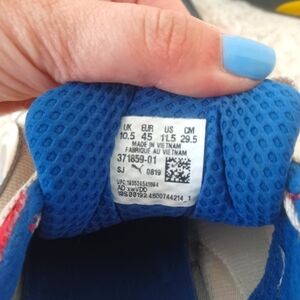 UK EUR US CM
10.5 45 11.5 29.5
MADE IN VIETNAM
FABRIQUÉ AU VIETNAM
371859-01
SJ 0819